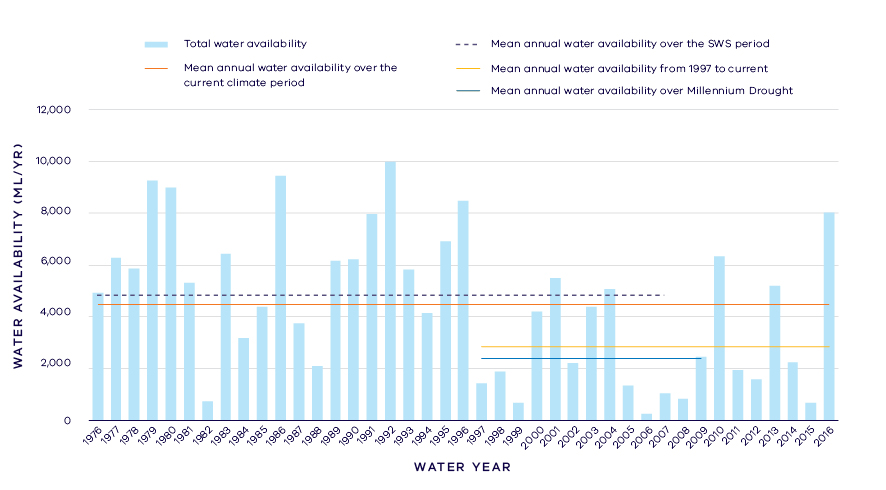 Total water availability
Mean annual water availability over the
current climate period
Mean annual water availability over the SWS period
Mean annual water availability from 1997 to current
Mean annual water availability over Millennium Drought
WATER AVAILABILITY (ML/YR)
12,000
10,000
8,000
6,000
4,000
2,000
0
1976 1977 1978 1979 1980 1981 1982 1983 1984 1985 1986 1987 1988 1989 1990 1991 1992 1993 1994 1995 1996 1997 1998 1999 2000 2001 2002 2003 2004 2005 2006 2007 2008 2009 2010 2011 2012 2013 2014 2015 2016
WATER YEAR